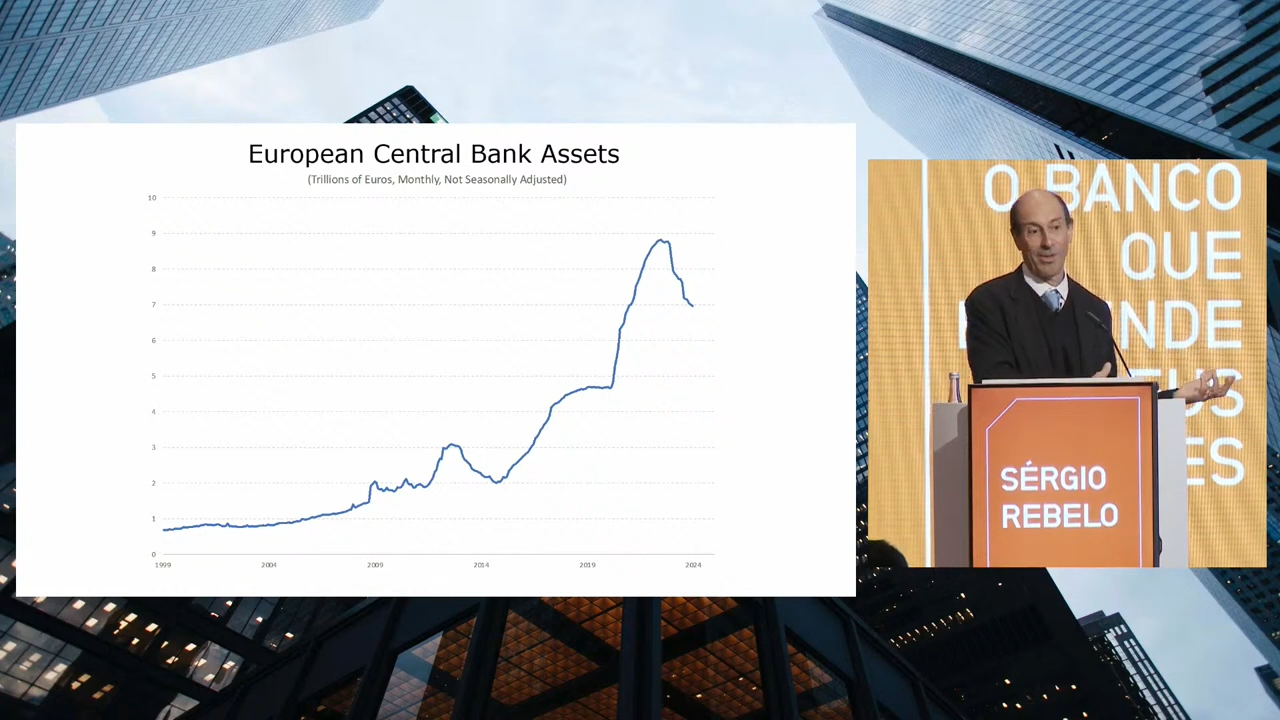 European Central Bank Assets
(Trillions of Euros, Monthly, Not Seasonally Adjusted)
10
9
8
7
6
5
4
3
2
1
0
1999 2004 2009 2014 2019 2024
O BANCO
QUE
NDE
ES
SÉRGIO
REBELO